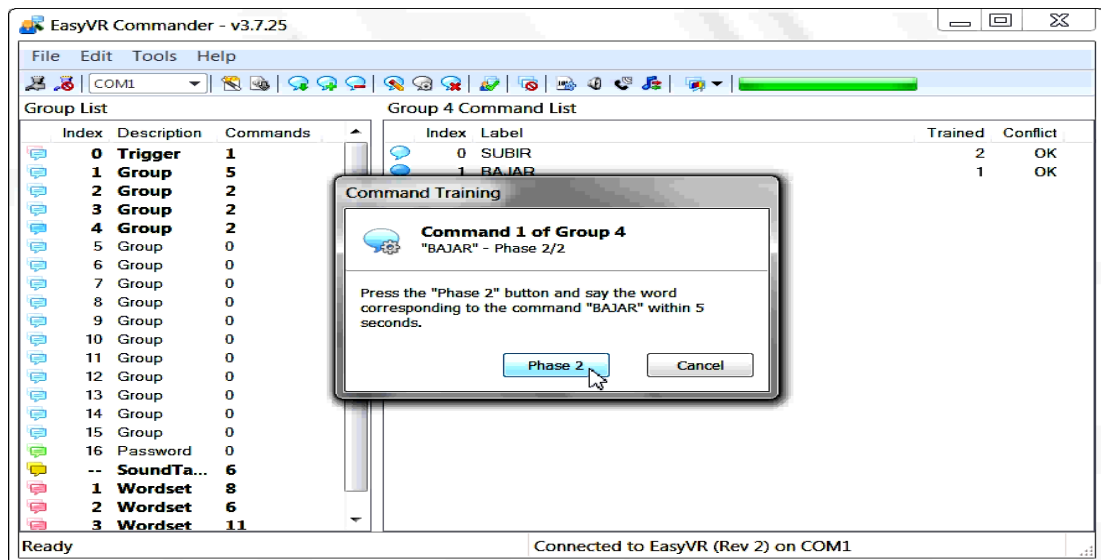 EasyVR Commander - v3.7.25
File Edit Tools Help
COM1
Group List
Group 4 Command List
Index Description Commands
Index Label Trained Conflict
0 Trigger 1
0 SUBIR 2 OK
1 Group 5
1 BAJAR 1 OK
2 Group 2
3 Group 2
4 Group 2
5 Group 0
6 Group 0
7 Group 0
8 Group 0
9 Group 0
10 Group 0
11 Group 0
12 Group 0
13 Group 0
14 Group 0
15 Group 0
16 Password 0
-- SoundTa... 6
1 Wordset 8
2 Wordset 6
3 Wordset 11
Command Training
Command 1 of Group 4
"BAJAR" - Phase 2/2
Press the "Phase 2" button and say the word
corresponding to the command "BAJAR" within 5
seconds.
Phase 2 Cancel
Ready
Connected to EasyVR (Rev 2) on COM1